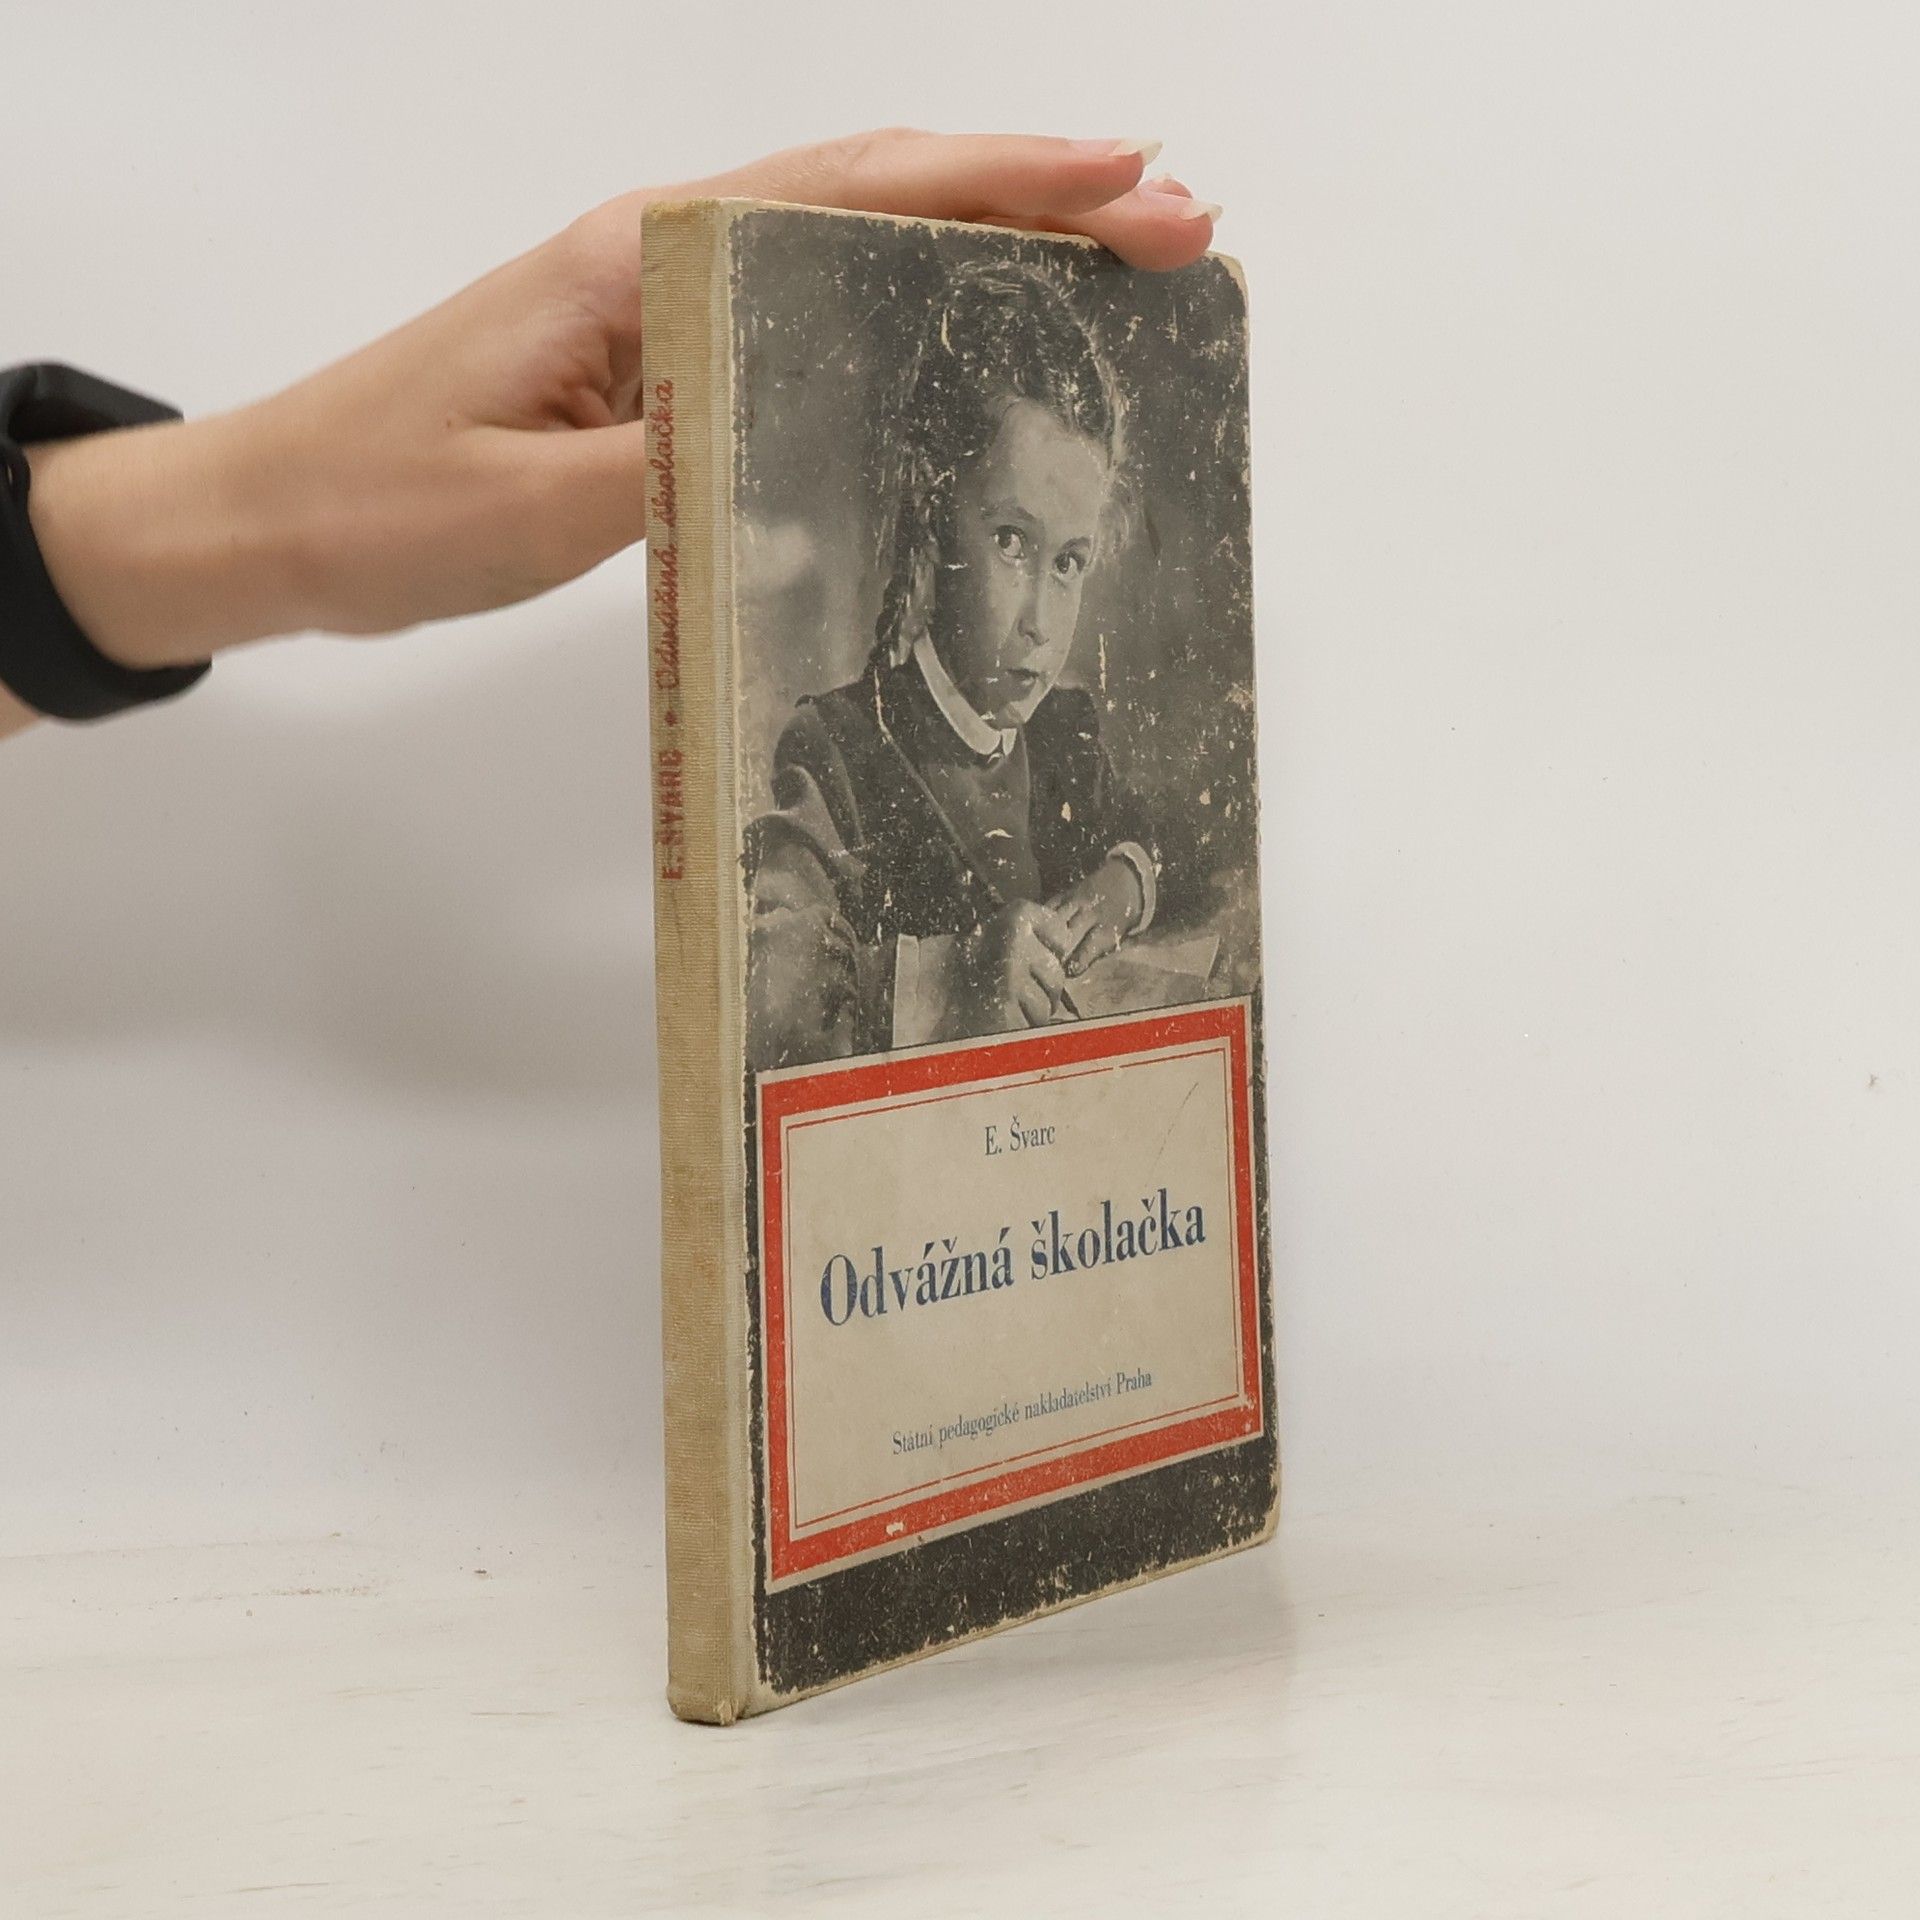 E. ŠVARC • Odvážná školačka
E. Švarc
Odvážná školačka
Státní pedagogické nakladatelství Praha